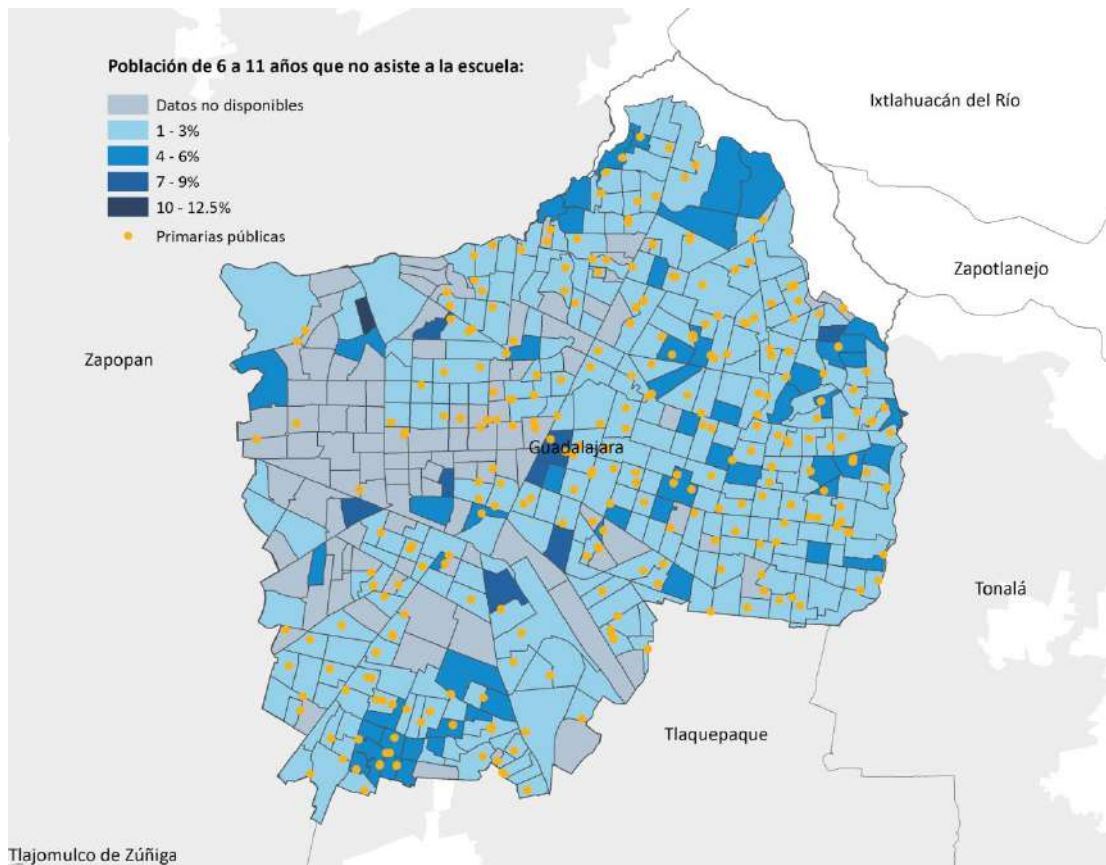 Población de 6 a 11 años que no asiste a la escuela:
Datos no disponibles
1 - 3%
4 - 6%
7 - 9%
10 - 12.5%
Primarias públicas
Ixtlahuacán del Río
Zapotlanejo
Zapopan
Guadalajara
Tonalá
Tlaquepaque
Tlajomulco de Zúñiga